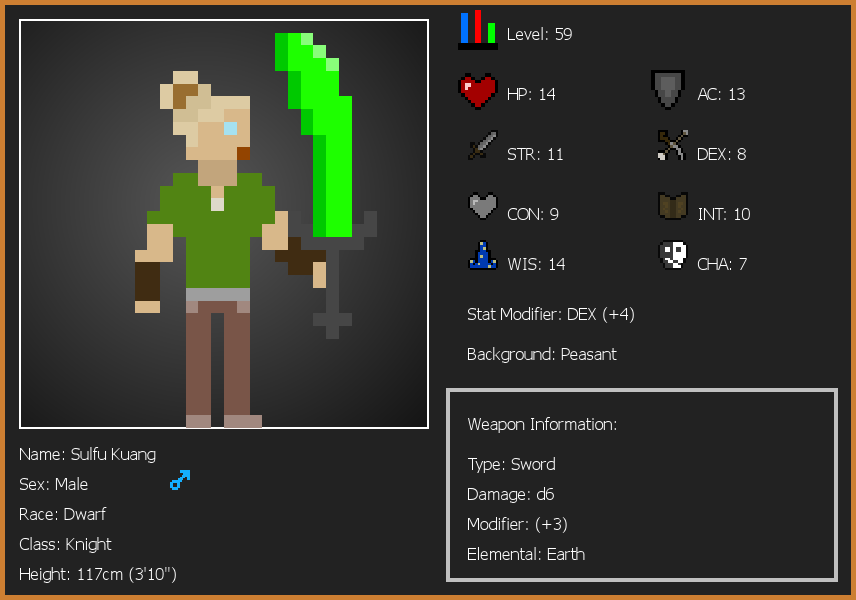 Level: 59
HP: 14
AC: 13
STR: 11
DEX: 8
CON: 9
INT: 10
WIS: 14
CHA: 7
Stat Modifier: DEX (+4)
Background: Peasant
Weapon Information:
Type: Sword
Damage: d6
Modifier: (+3)
Elemental: Earth
Name: Sulfu Kuang
Sex: Male
Race: Dwarf
Class: Knight
Height: 117cm (3'10")